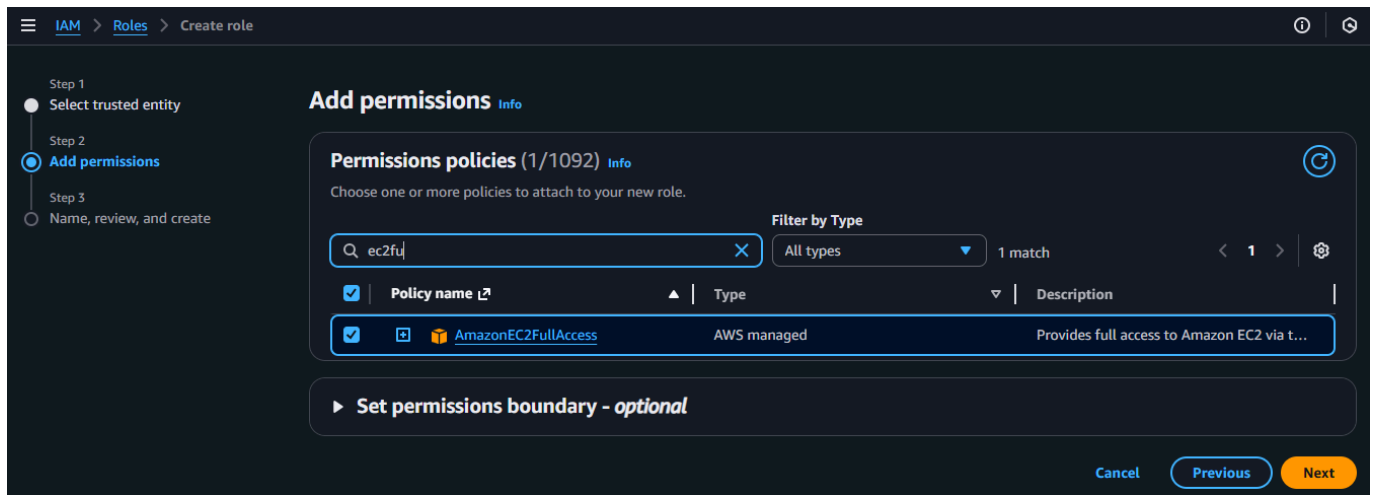 IAM > Roles > Create role
Step 1
Select trusted entity
Step 2
Add permissions
Step 3
Name, review, and create
Add permissions Info
Permissions policies (1/1092) Info
Choose one or more policies to attach to your new role.
Filter by Type
ec2fu
All types
1 match
1
Policy name
Type
Description
AmazonEC2FullAccess
AWS managed
Provides full access to Amazon EC2 via t...
Set permissions boundary - optional
Cancel
Previous
Next